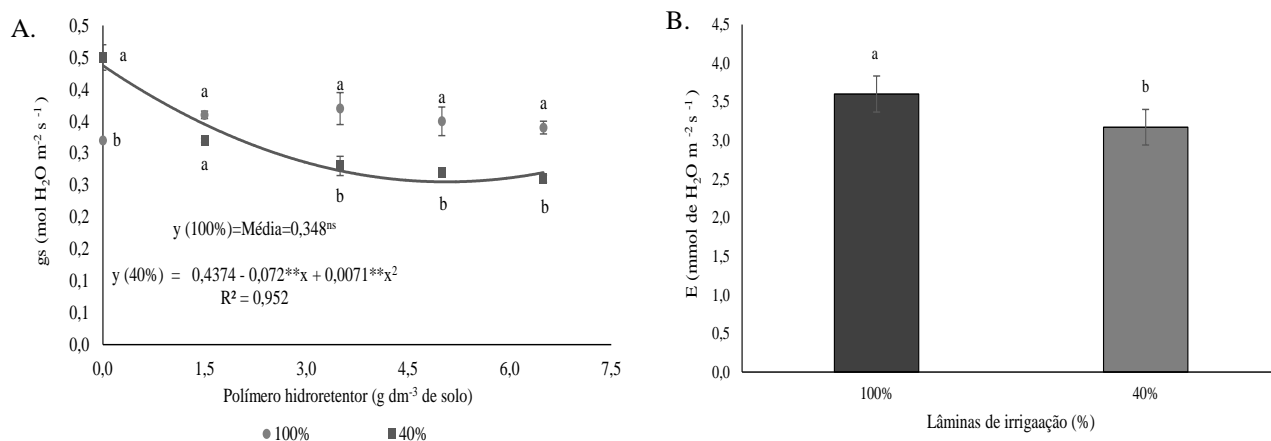 A.
gs (mol H₂O m⁻² s⁻¹)
0,5
0,5
0,4
0,4
0,3
0,3
0,2
0,2
0,1
0,1
0,0
a
b
a
a
a
b
a
b
a
b
y (100%)=Média=0,348ⁿˢ
y (40%) = 0,4374 - 0,072**x + 0,0071**x²
R² = 0,952
0,0 1,5 3,0 4,5 6,0 7,5
Polímero hidroretentor (g dm⁻³ de solo)
100% 40%
B.
E (mmol de H₂O m⁻² s⁻¹)
4,5
4,0
3,5
3,0
2,5
2,0
1,5
1,0
0,5
0,0
a
b
100% 40%
Lâminas de irrigaação (%)